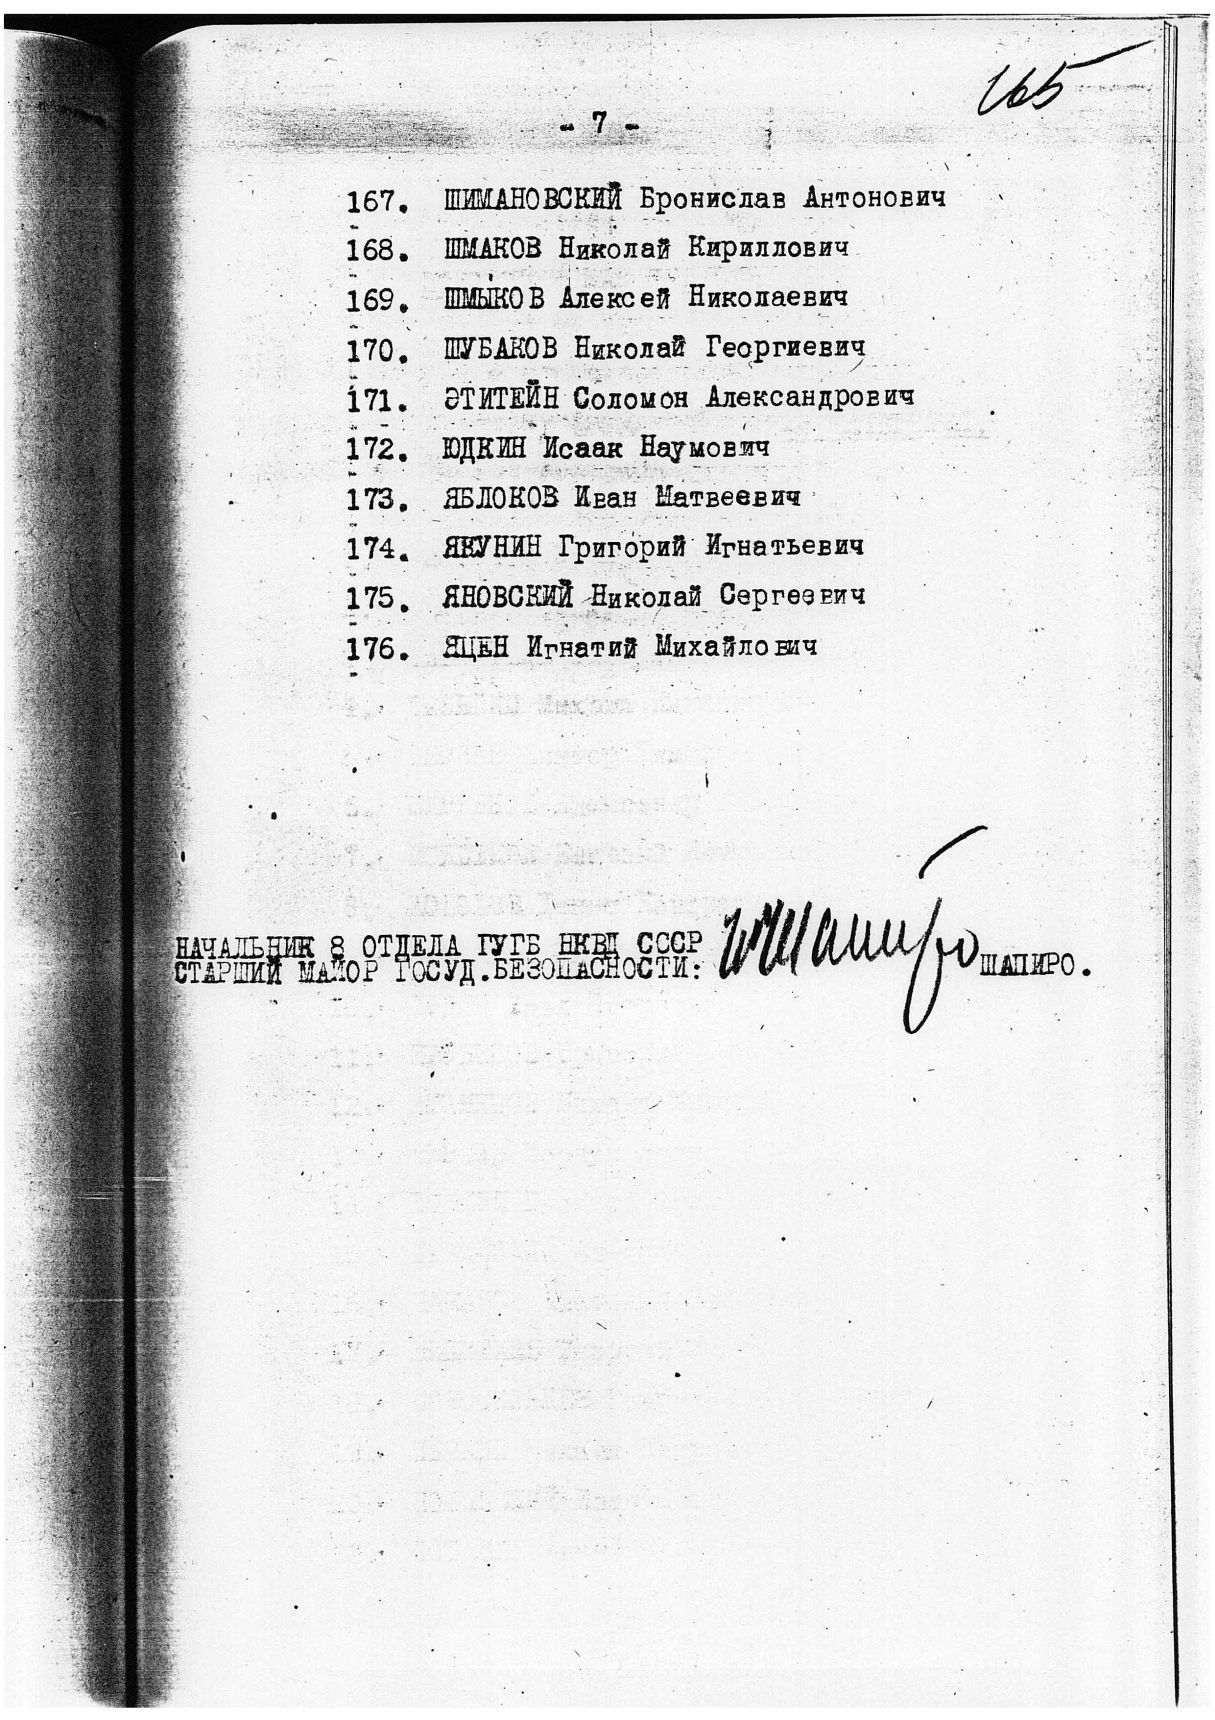 165
- 7 -
167. ШИМАНОВСКИЙ Бронислав Антонович
168. ШМАКОВ Николай Кириллович
169. ШМЫКОВ Алексей Николаевич
170. ШУБАКОВ Николай Георгиевич
171. ЭТИТЕЙН Соломон Александрович
172. ЮДКИН Исаак Наумович
173. ЯБЛОКОВ Иван Матвеевич
174. ЯКУНИН Григорий Игнатьевич
175. ЯНОВСКИЙ Николай Сергеевич
176. ЯЦЕН Игнатий Михайлович
НАЧАЛЬНИК 8 ОТДЕЛА ГУГБ НКВД СССР
СТАРШИЙ МАЙОР ГОСУД.БЕЗОПАСНОСТИ: Шапиро ШАПИРО.